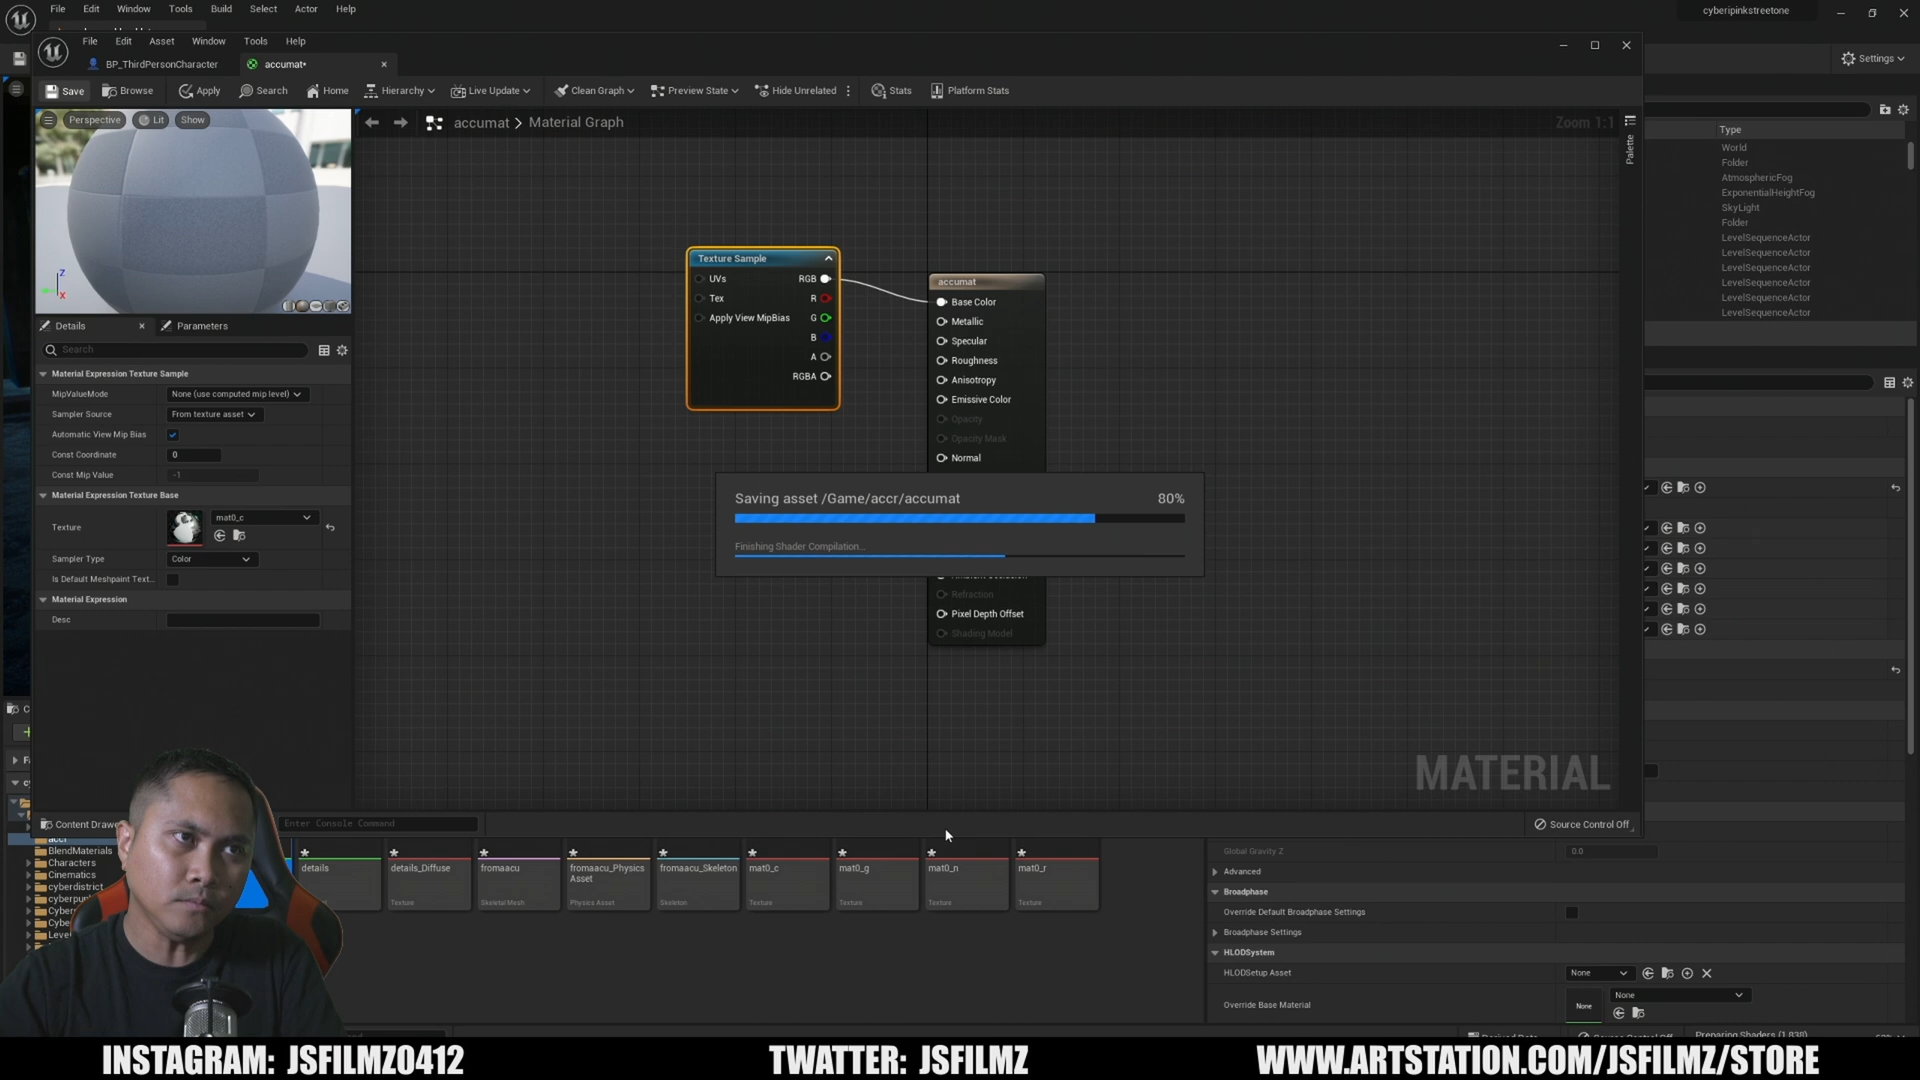 File Edit Window Tools Build Select Actor Help
cyberipinkstreetone
File Edit Asset Window Tools Help
BP_ThirdPersonCharacter
accumat•
Settings
Save Browse Apply Search Home Hierarchy Live Update Clean Graph Preview State Hide Unrelated Stats Platform Stats
Perspective Lit Show
accumat > Material Graph
Zoom 1:1
Palette
Type
World
Folder
AtmosphericFog
ExponentialHeightFog
SkyLight
Folder
LevelSequenceActor
LevelSequenceActor
LevelSequenceActor
LevelSequenceActor
LevelSequenceActor
LevelSequenceActor
Z
X
Details
Parameters
Search
Material Expression Texture Sample
MipValueMode None (use computed mip level)
Sampler Source From texture asset
Automatic View Mip Bias
Const Coordinate 0
Const Mip Value -1
Material Expression Texture Base
Texture mat0_c
Sampler Type Color
Is Default Meshpaint Text...
Material Expression
Desc
Texture Sample
UVs RGB
Tex R
Apply View MipBias G
B
A
RGBA
accumat
Base Color
Metallic
Specular
Roughness
Anisotropy
Emissive Color
Opacity
Opacity Mask
Normal
Saving asset /Game/accr/accumat 80%
Finishing Shader Compilation...
Refraction
Pixel Depth Offset
Shading Model
MATERIAL
Content Drawe
Enter Console Command
Source Control Off
accr
BlendMaterials
Characters
Cinematics
cyberdistrict
cyberpun
Cyber
Cybe
Leve
details
details_Diffuse
Texture
fromaacu
Skeletal Mesh
fromaacu_Physics
Asset
Physics Asset
fromaacu_Skeleton
Skeleton
mat0_c
Texture
mat0_g
Texture
mat0_n
Texture
mat0_r
Texture
Global Gravity Z 0.0
Advanced
Broadphase
Override Default Broadphase Settings
Broadphase Settings
HLODSystem
HLODSetup Asset None
Override Base Material None None
Preparing Shaders (1,838)
INSTAGRAM: JSFILMZ0412
TWATTER: JSFILMZ
WWW.ARTSTATION.COM/JSFILMZ/STORE